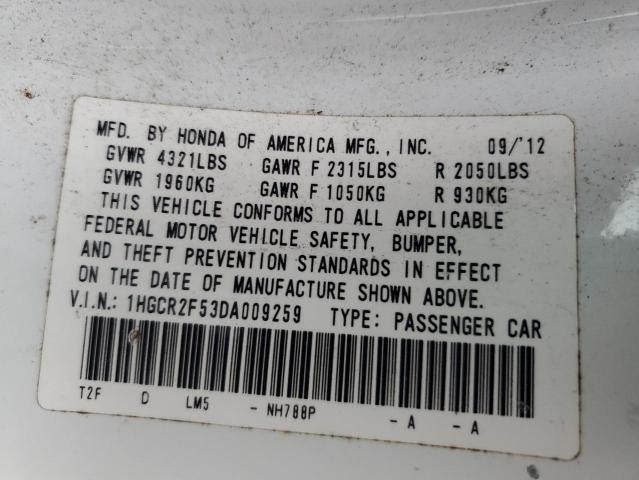 MFD. BY HONDA OF AMERICA MFG., INC. 09/'12
GVWR 4321LBS GAWR F 2315LBS R 2050LBS
GVWR 1960KG GAWR F 1050KG R 930KG
THIS VEHICLE CONFORMS TO ALL APPLICABLE
FEDERAL MOTOR VEHICLE SAFETY, BUMPER,
AND THEFT PREVENTION STANDARDS IN EFFECT
ON THE DATE OF MANUFACTURE SHOWN ABOVE.
V.I.N.: 1HGCR2F53DA009259 TYPE: PASSENGER CAR
T2F D LM5 - NH788P - A - A